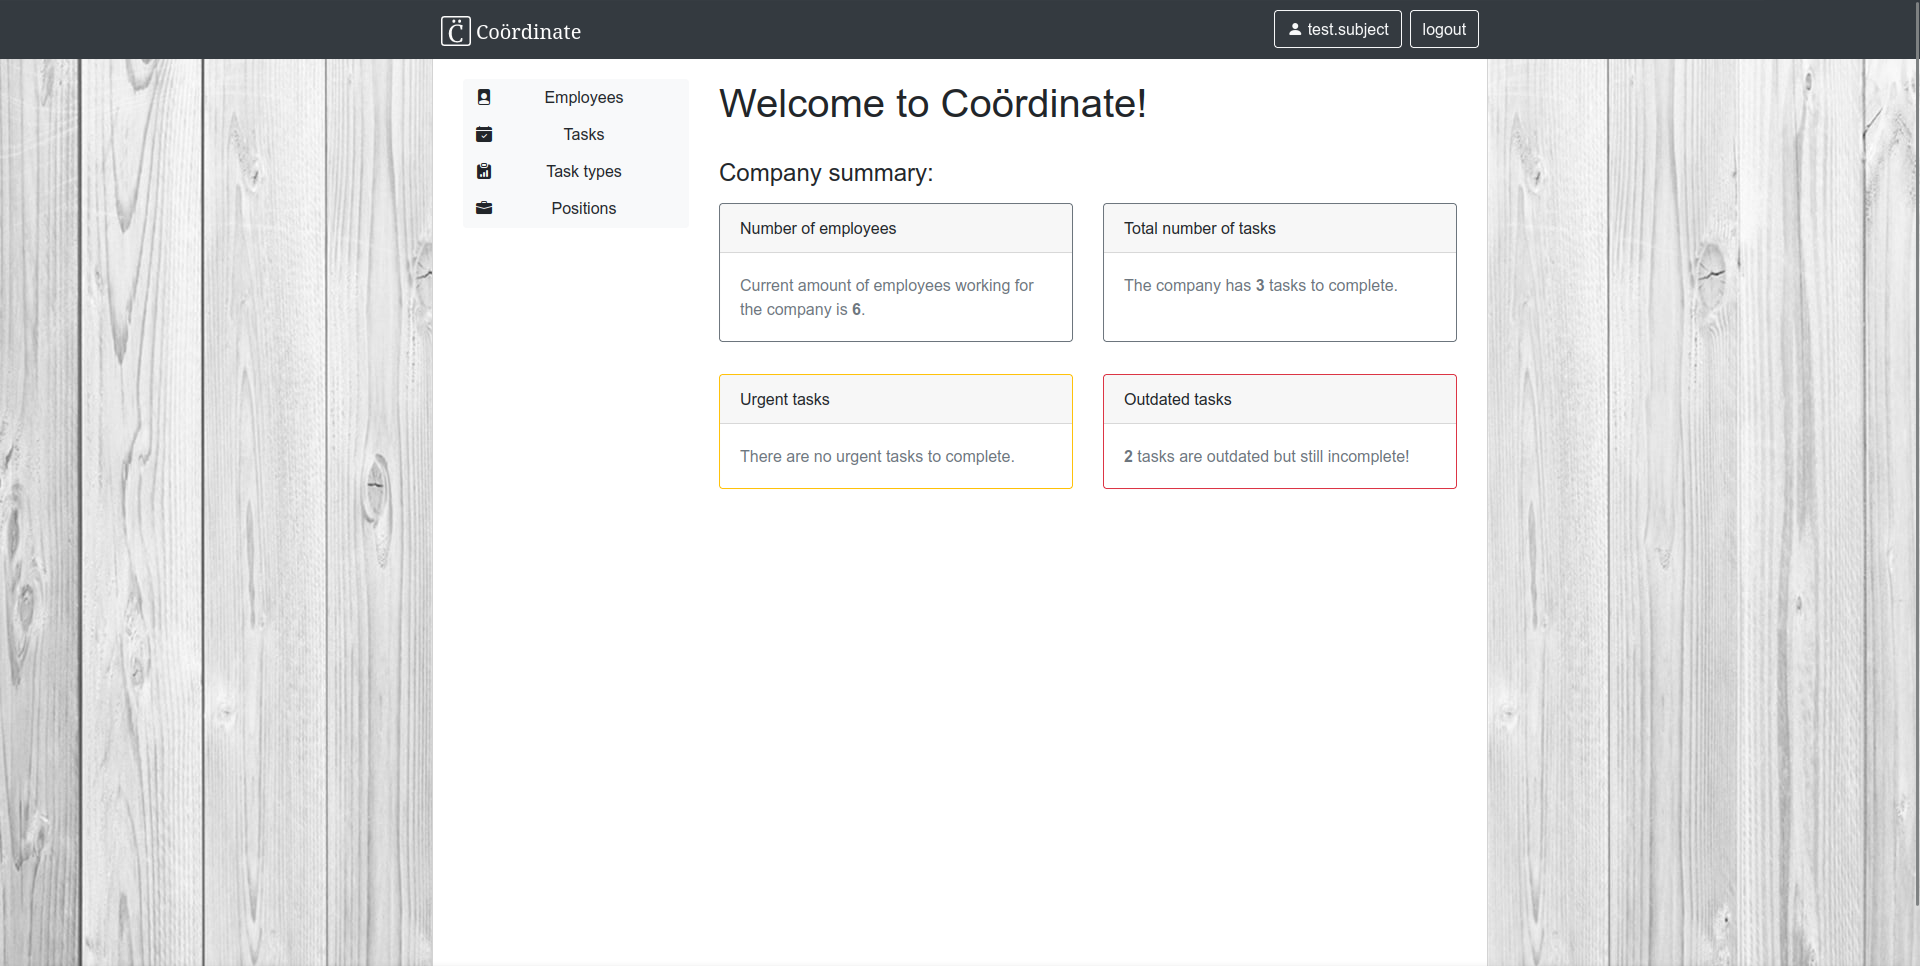 C̈ Coördinate
test.subject
logout
Employees
Tasks
Task types
Positions
Welcome to Coördinate!
Company summary:
Number of employees
Current amount of employees working for
the company is 6.
Total number of tasks
The company has 3 tasks to complete.
Urgent tasks
There are no urgent tasks to complete.
Outdated tasks
2 tasks are outdated but still incomplete!